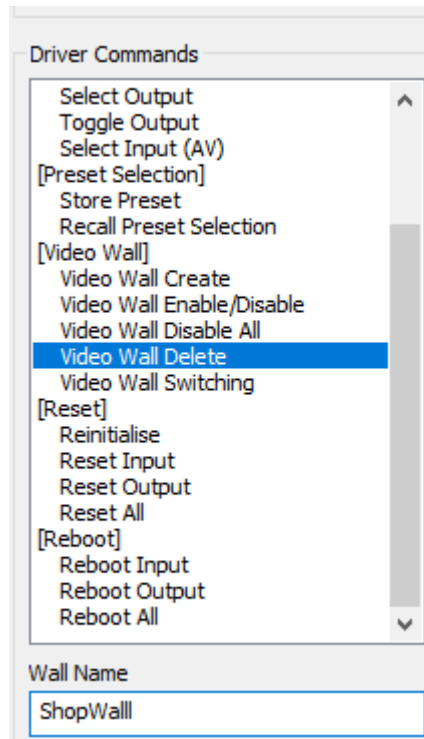 Driver Commands
Select Output
Toggle Output
Select Input (AV)
[Preset Selection]
Store Preset
Recall Preset Selection
[Video Wall]
Video Wall Create
Video Wall Enable/Disable
Video Wall Disable All
Video Wall Delete
Video Wall Switching
[Reset]
Reinitialise
Reset Input
Reset Output
Reset All
[Reboot]
Reboot Input
Reboot Output
Reboot All
Wall Name
ShopWalll